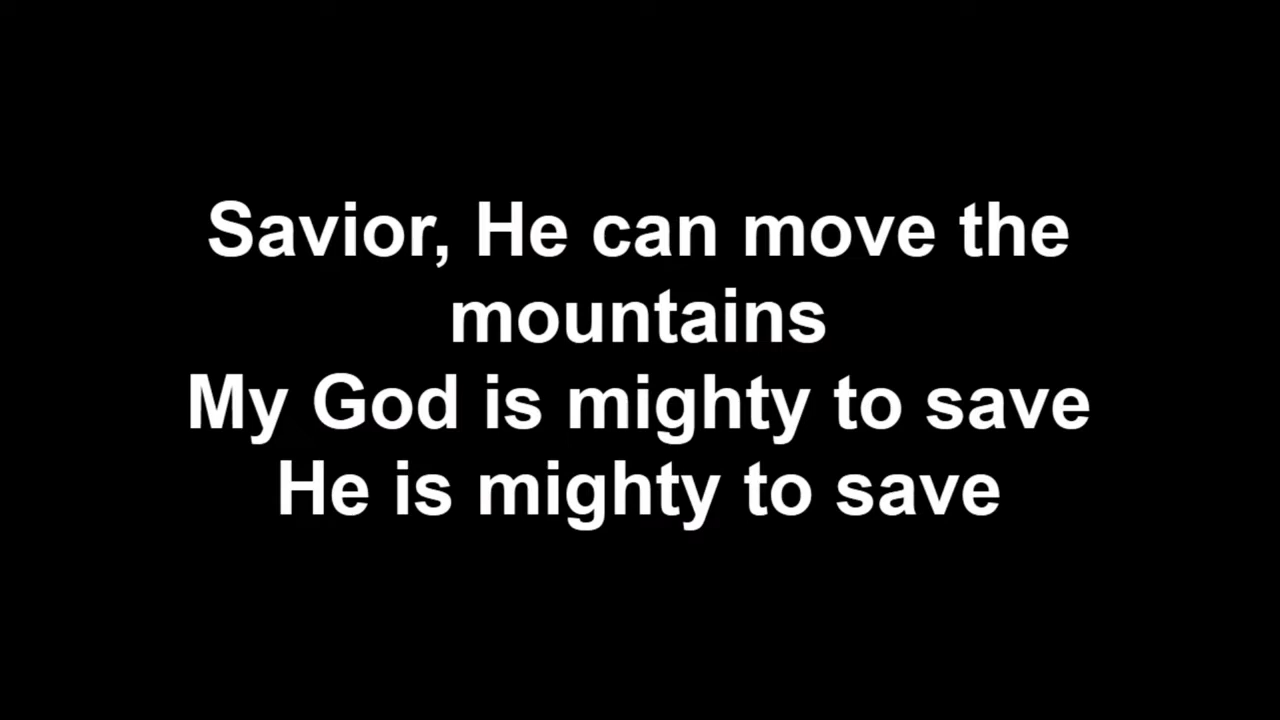 Savior, He can move the
mountains
My God is mighty to save
He is mighty to save